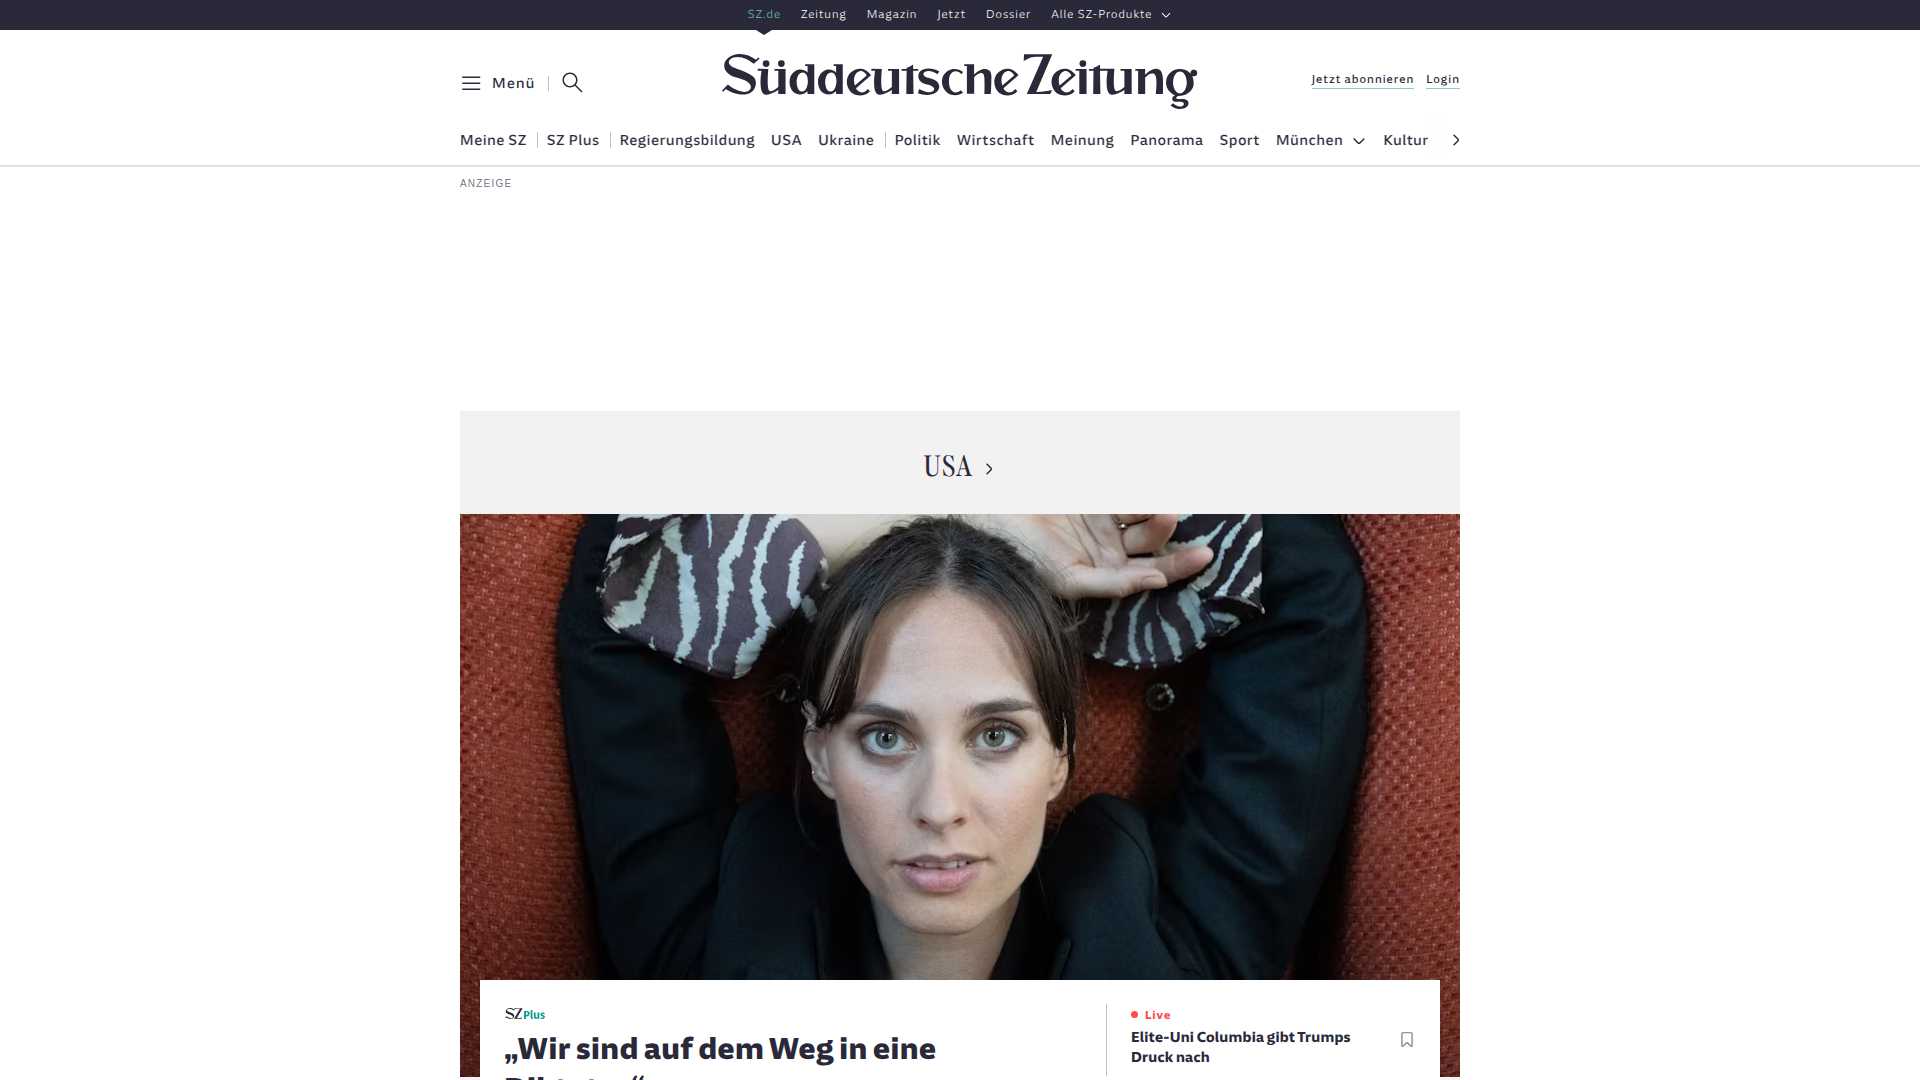 SZ.de Zeitung Magazin Jetzt Dossier Alle SZ-Produkte
Menü
Süddeutsche Zeitung
Jetzt abonnieren Login
Meine SZ SZ Plus Regierungsbildung USA Ukraine Politik Wirtschaft Meinung Panorama Sport München Kultur
ANZEIGE
USA
SZ Plus
„Wir sind auf dem Weg in eine
Live
Elite-Uni Columbia gibt Trumps
Druck nach